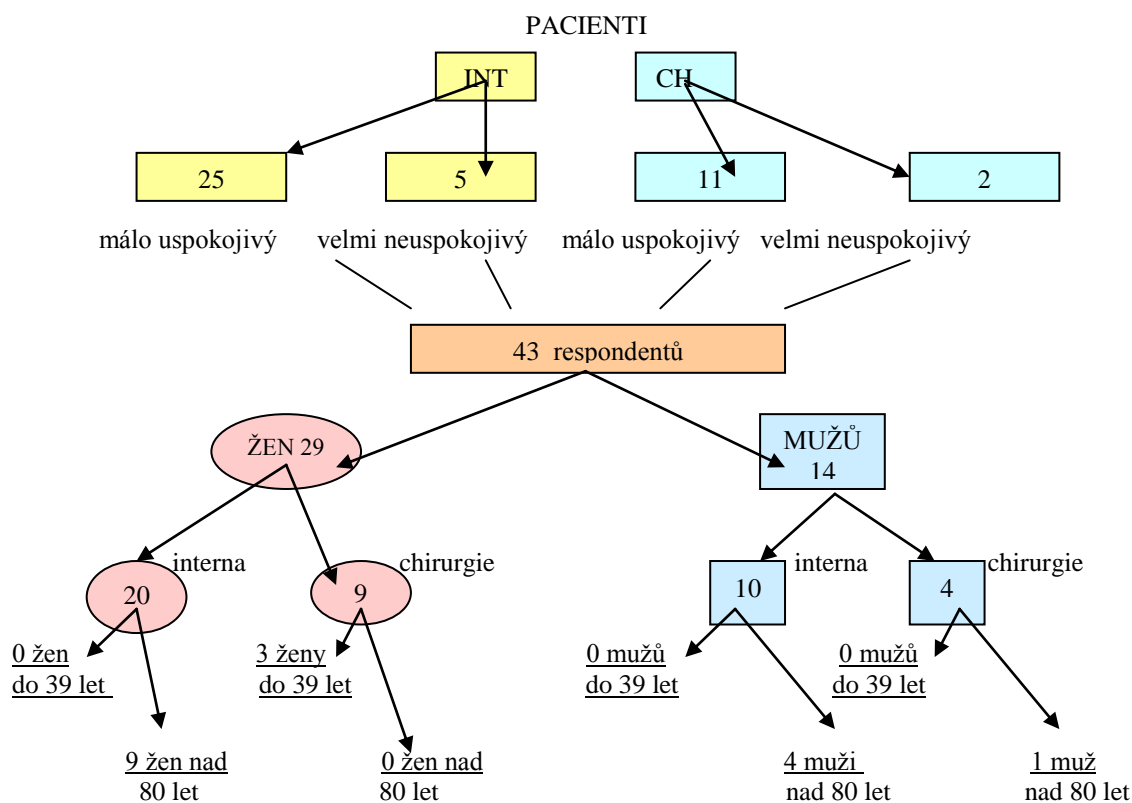 PACIENTI
INT CH
25 5 11 2
málo uspokojivý velmi neuspokojivý málo uspokojivý velmi neuspokojivý
43 respondentů
ŽEN 29
MUŽŮ
14
interna chirurgie interna chirurgie
20 9 10 4
0 žen 3 ženy 0 mužů 0 mužů
do 39 let do 39 let do 39 let do 39 let
9 žen nad 0 žen nad 4 muži 1 muž
80 let 80 let nad 80 let nad 80 let